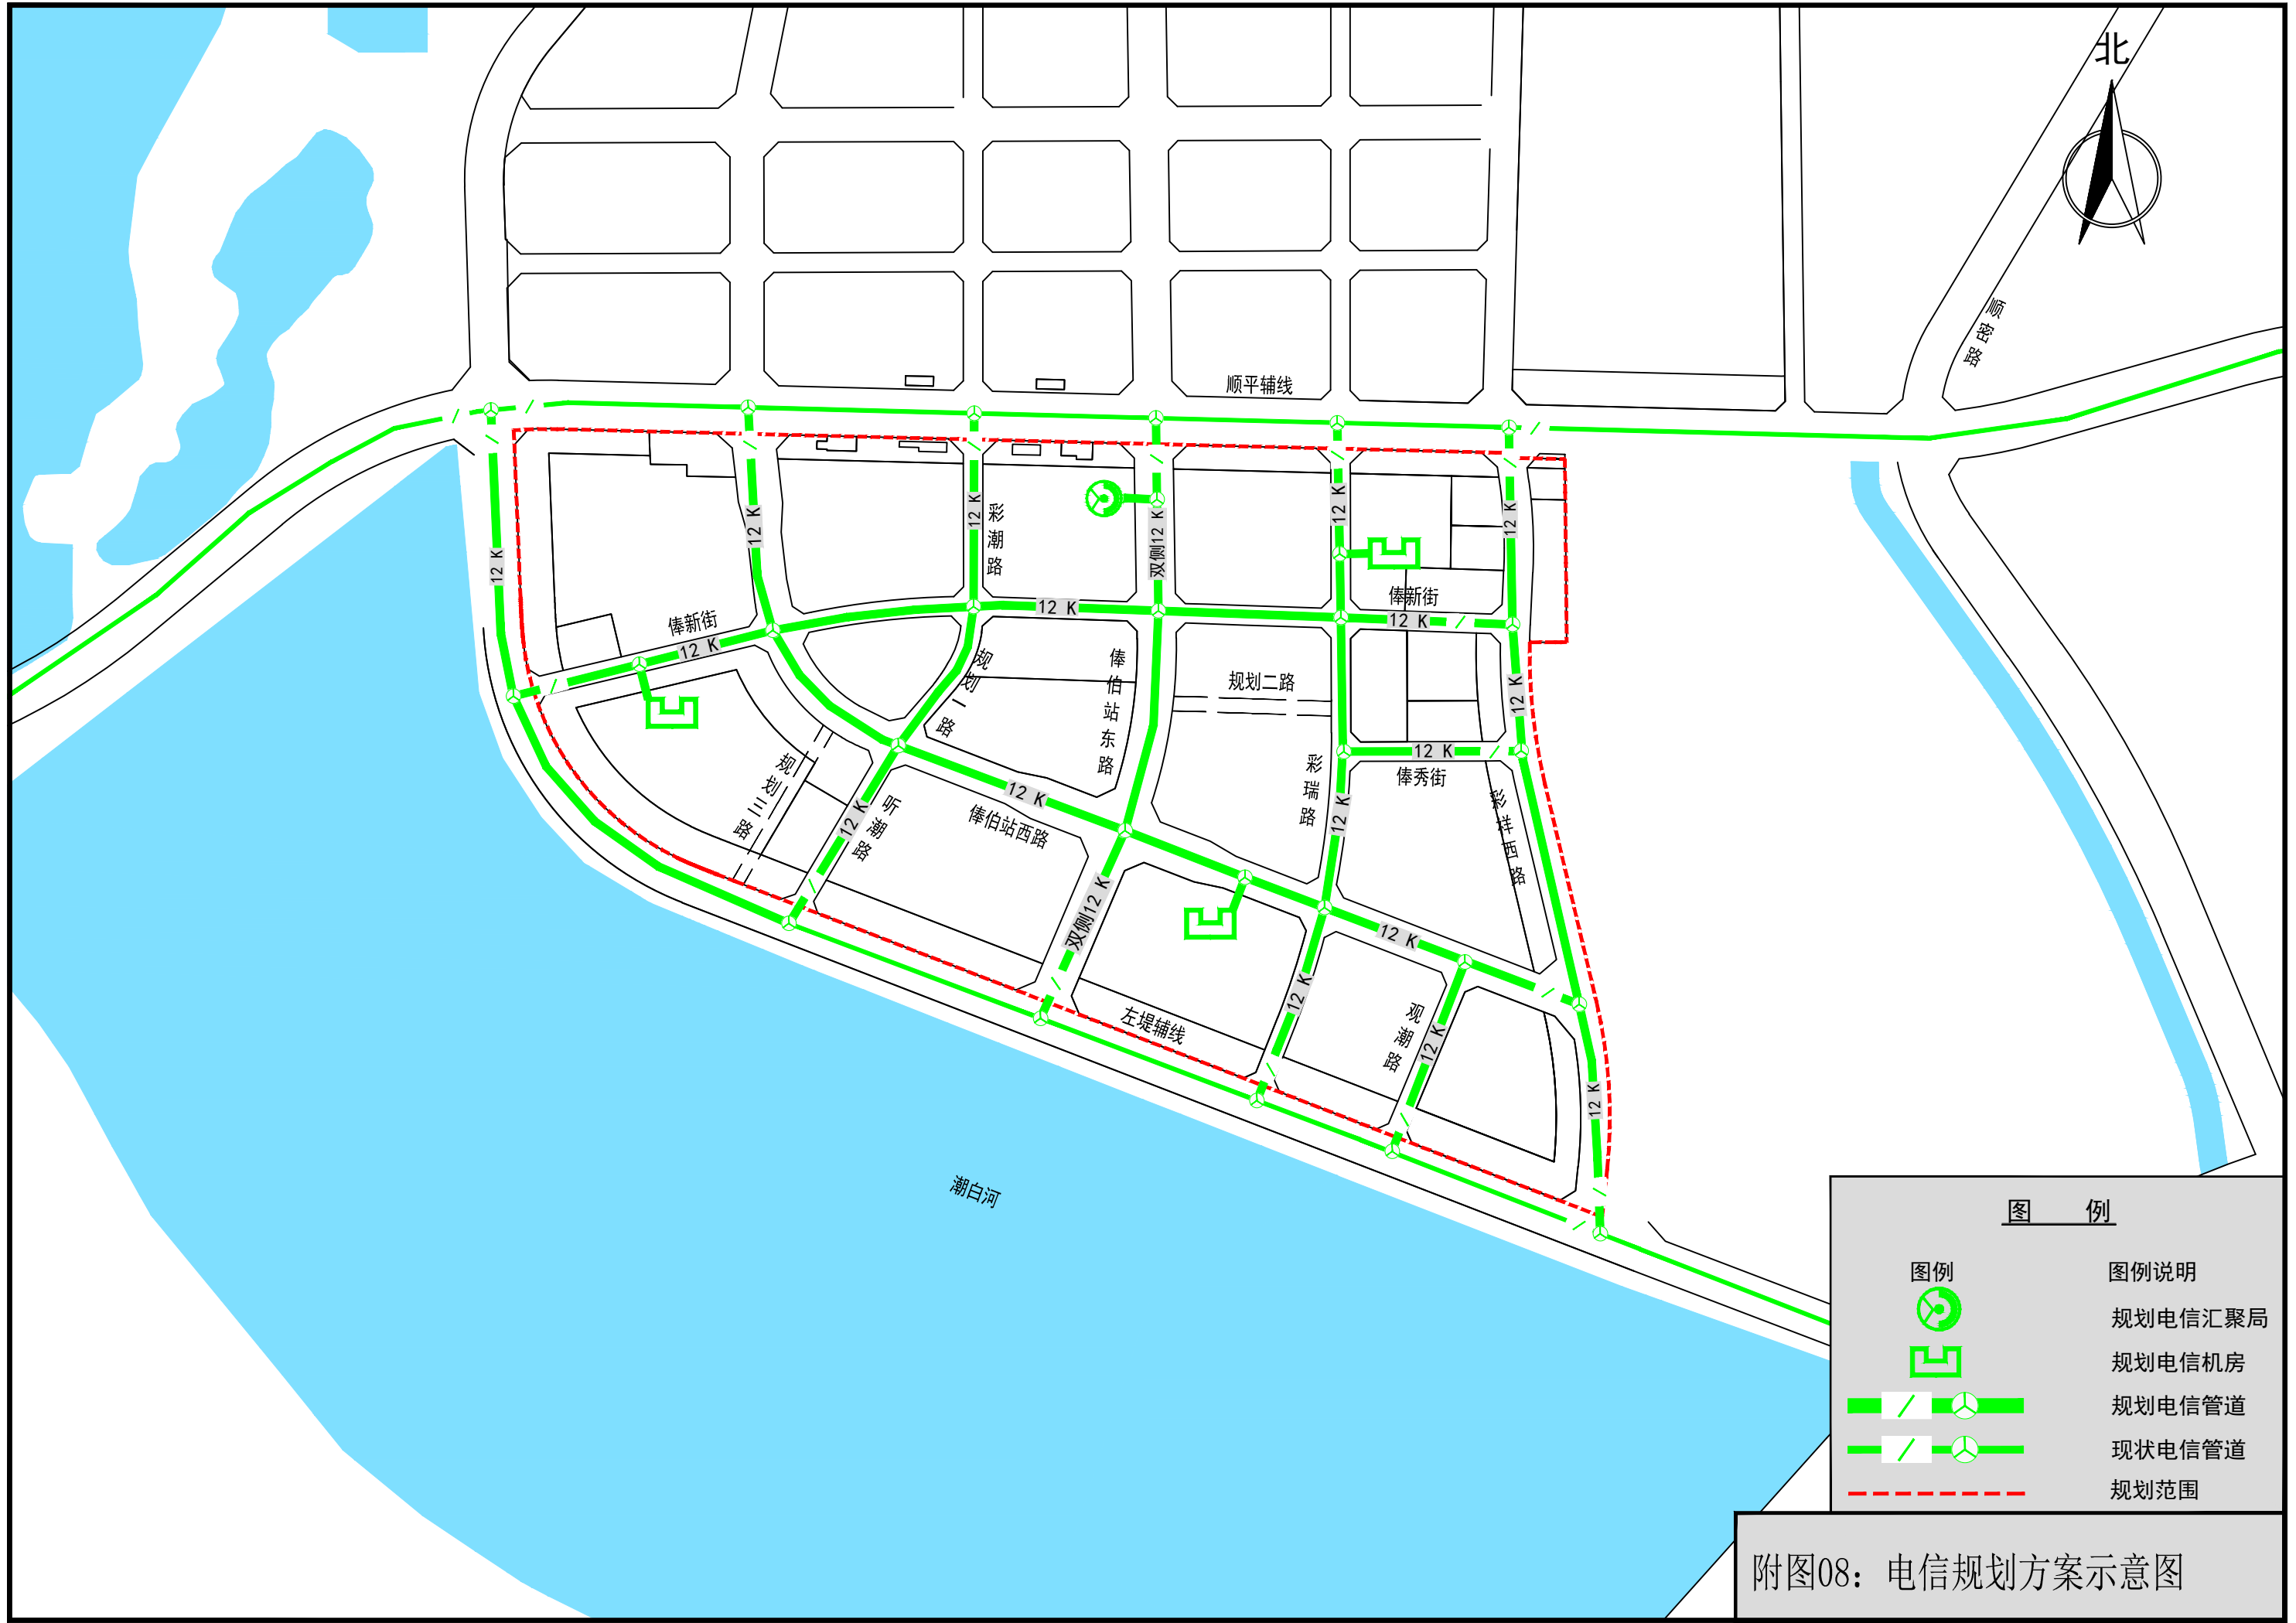 北
顺密路
顺平辅线
12 K
12 K
12 K
彩潮路
双侧12 K
12 K
12 K
俸新街
12 K
12 K
俸新街
12 K
规划一路
俸伯站东路
规划二路
12 K
12 K
俸秀街
彩瑞路
12 K
彩祥西路
规划三路
听潮路
12 K
12 K
俸伯站西路
双侧12 K
12 K
12 K
左堤辅线
观潮路
12 K
12 K
潮白河
图 例
图例 图例说明
规划电信汇聚局
规划电信机房
规划电信管道
现状电信管道
规划范围
附图08：电信规划方案示意图